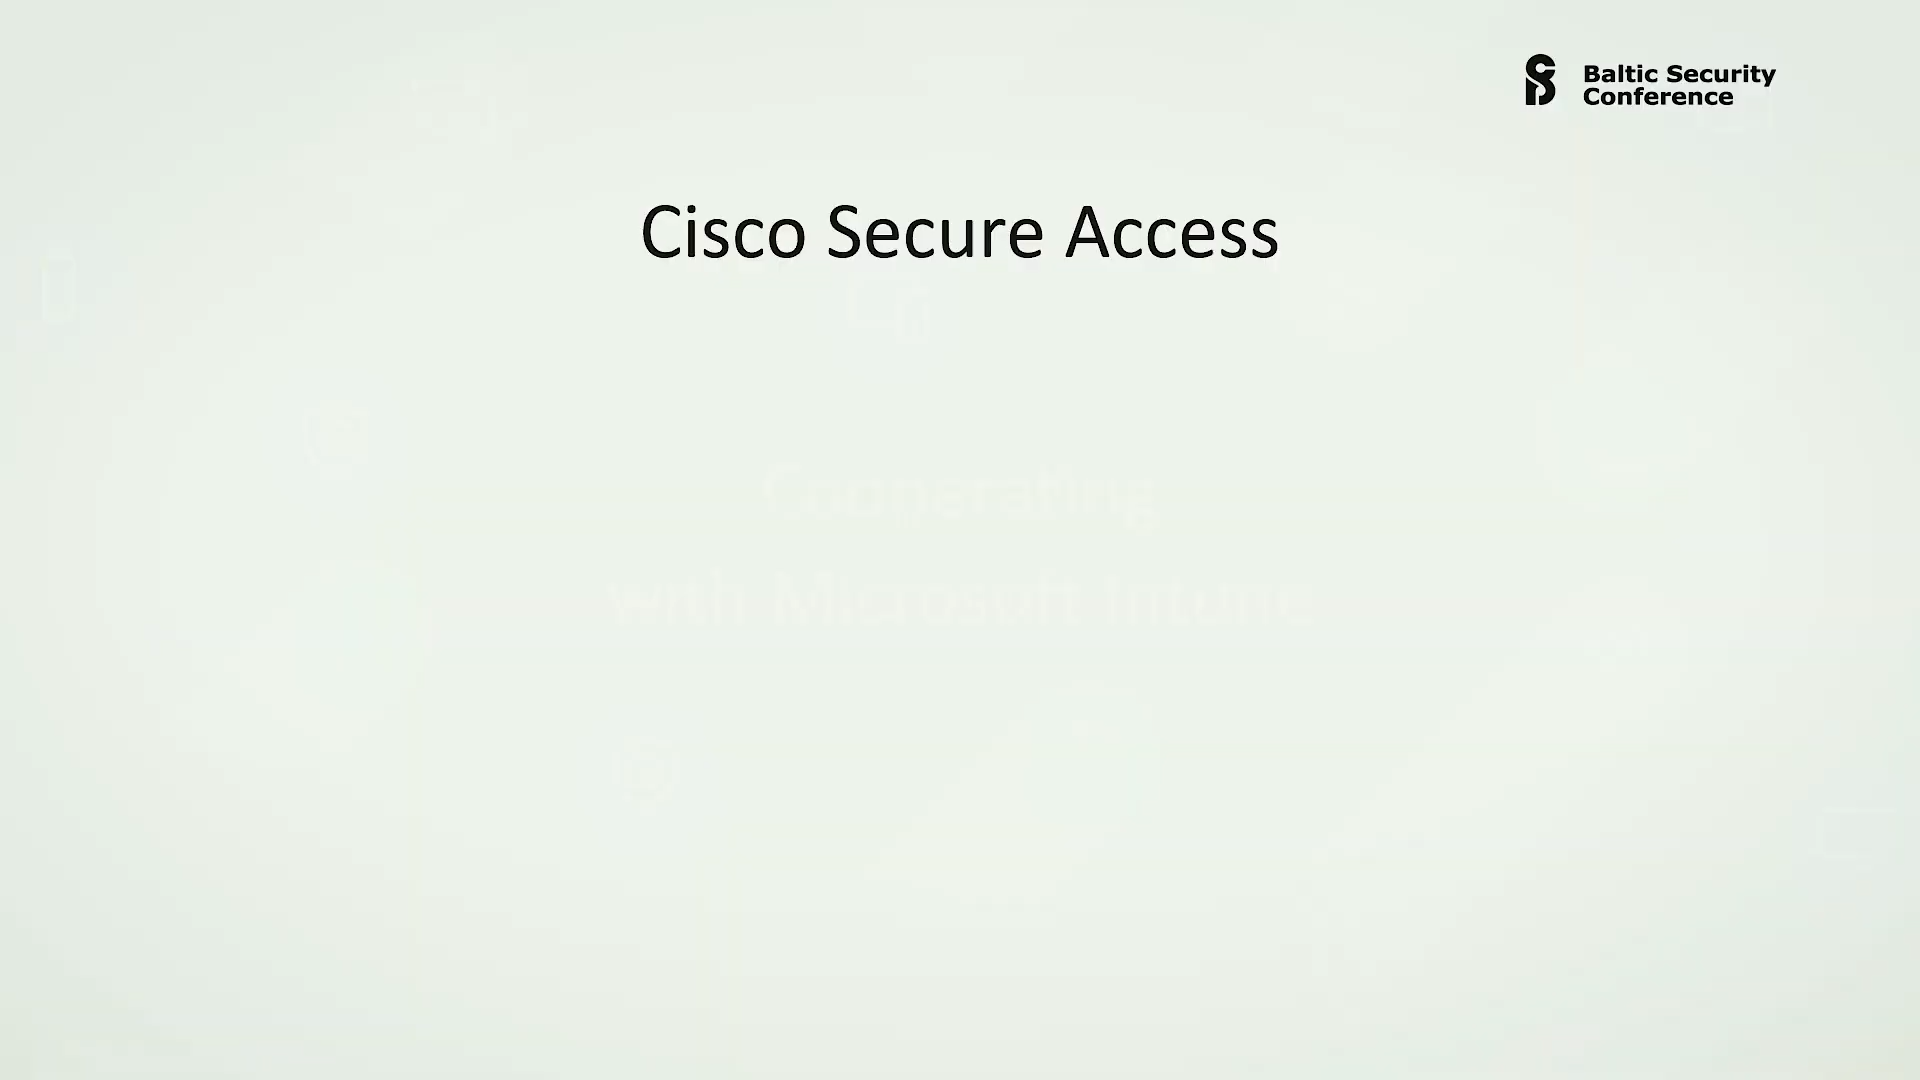 Baltic Security
Conference
Cisco Secure Access
Cooperating
with Microsoft Intune